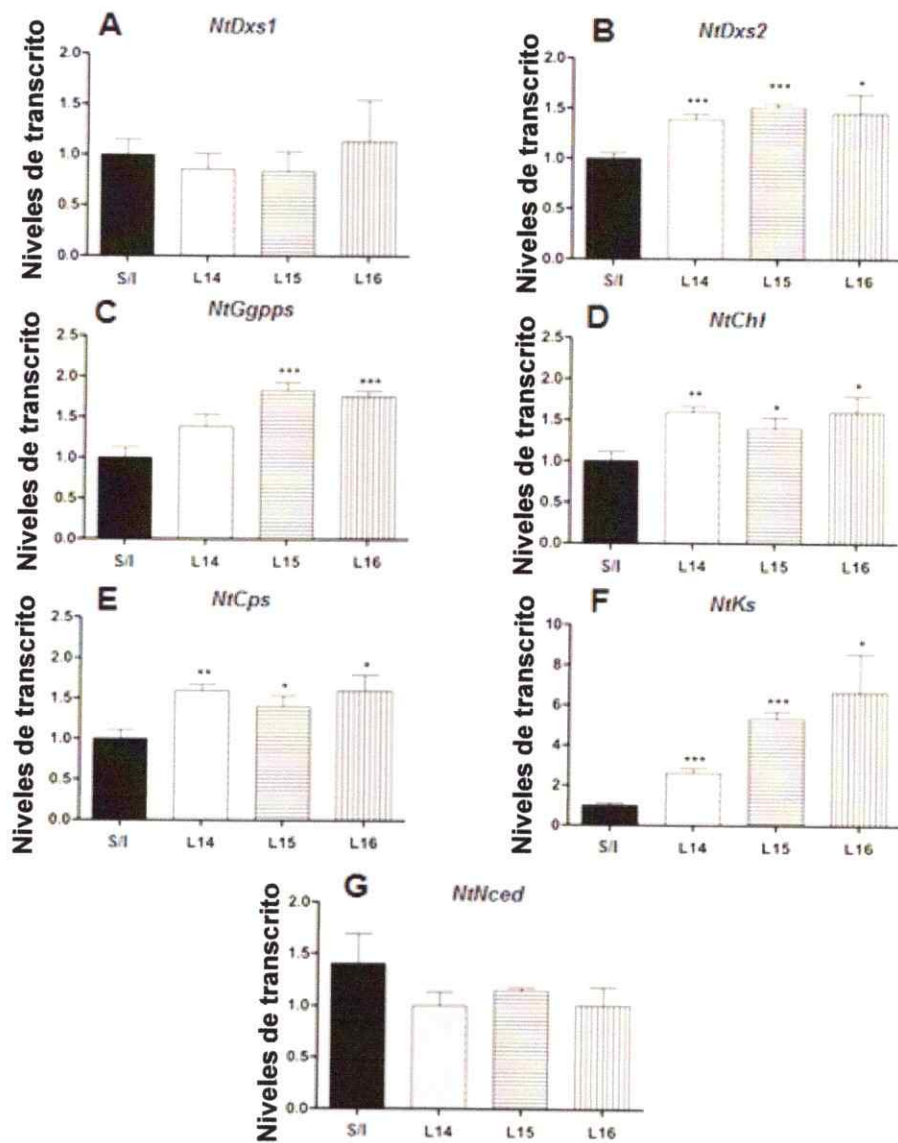 A NtDxs1
Niveles de transcrito
2.0
1.5
1.0
0.5
0.0
S/I L14 L15 L16
B NtDxs2
Niveles de transcrito
2.0
1.5
1.0
0.5
0.0
*** *** *
S/I L14 L15 L16
C NtGgpps
Niveles de transcrito
2.5
2.0
1.5
1.0
0.5
0.0
*** ***
S/I L14 L15 L16
D NtChl
Niveles de transcrito
2.5
2.0
1.5
1.0
0.5
0.0
** * *
S/I L14 L15 L16
E NtCps
Niveles de transcrito
2.5
2.0
1.5
1.0
0.5
0.0
** * *
S/I L14 L15 L16
F NtKs
Niveles de transcrito
10
8
6
4
2
0
*** *** *
S/I L14 L15 L16
G NtNced
Niveles de transcrito
2.0
1.5
1.0
0.5
0.0
S/I L14 L15 L16